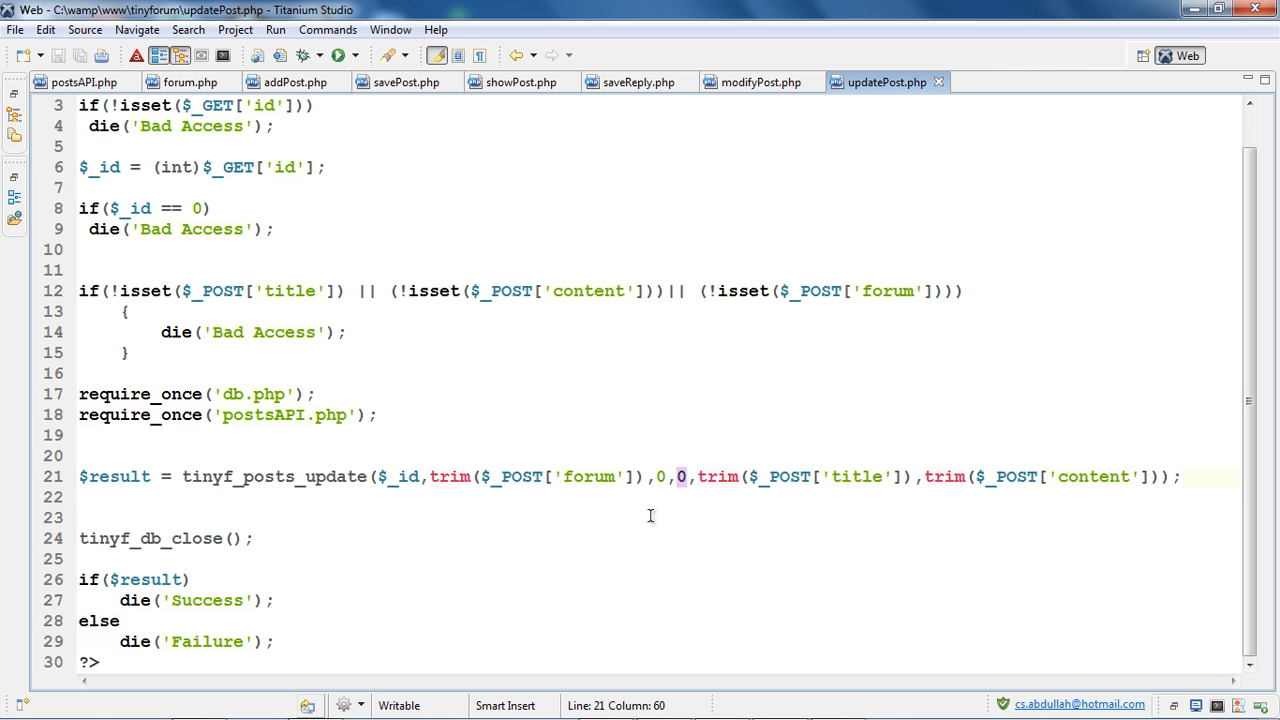 Web - C:\wamp\www\tinyforum\updatePost.php - Titanium Studio
File Edit Source Navigate Search Project Run Commands Window Help
Web
postsAPI.php forum.php addPost.php savePost.php showPost.php saveReply.php modifyPost.php updatePost.php
3 if(!isset($_GET['id']))
4 die('Bad Access');
5
6 $_id = (int)$_GET['id'];
7
8 if($_id == 0)
9 die('Bad Access');
10
11
12 if(!isset($_POST['title']) || (!isset($_POST['content']))|| (!isset($_POST['forum'])))
13 {
14 die('Bad Access');
15 }
16
17 require_once('db.php');
18 require_once('postsAPI.php');
19
20
21 $result = tinyf_posts_update($_id,trim($_POST['forum']),0,0,trim($_POST['title']),trim($_POST['content']));
22
23
24 tinyf_db_close();
25
26 if($result)
27 die('Success');
28 else
29 die('Failure');
30 ?>
Writable Smart Insert Line: 21 Column: 60 cs.abdullah@hotmail.com